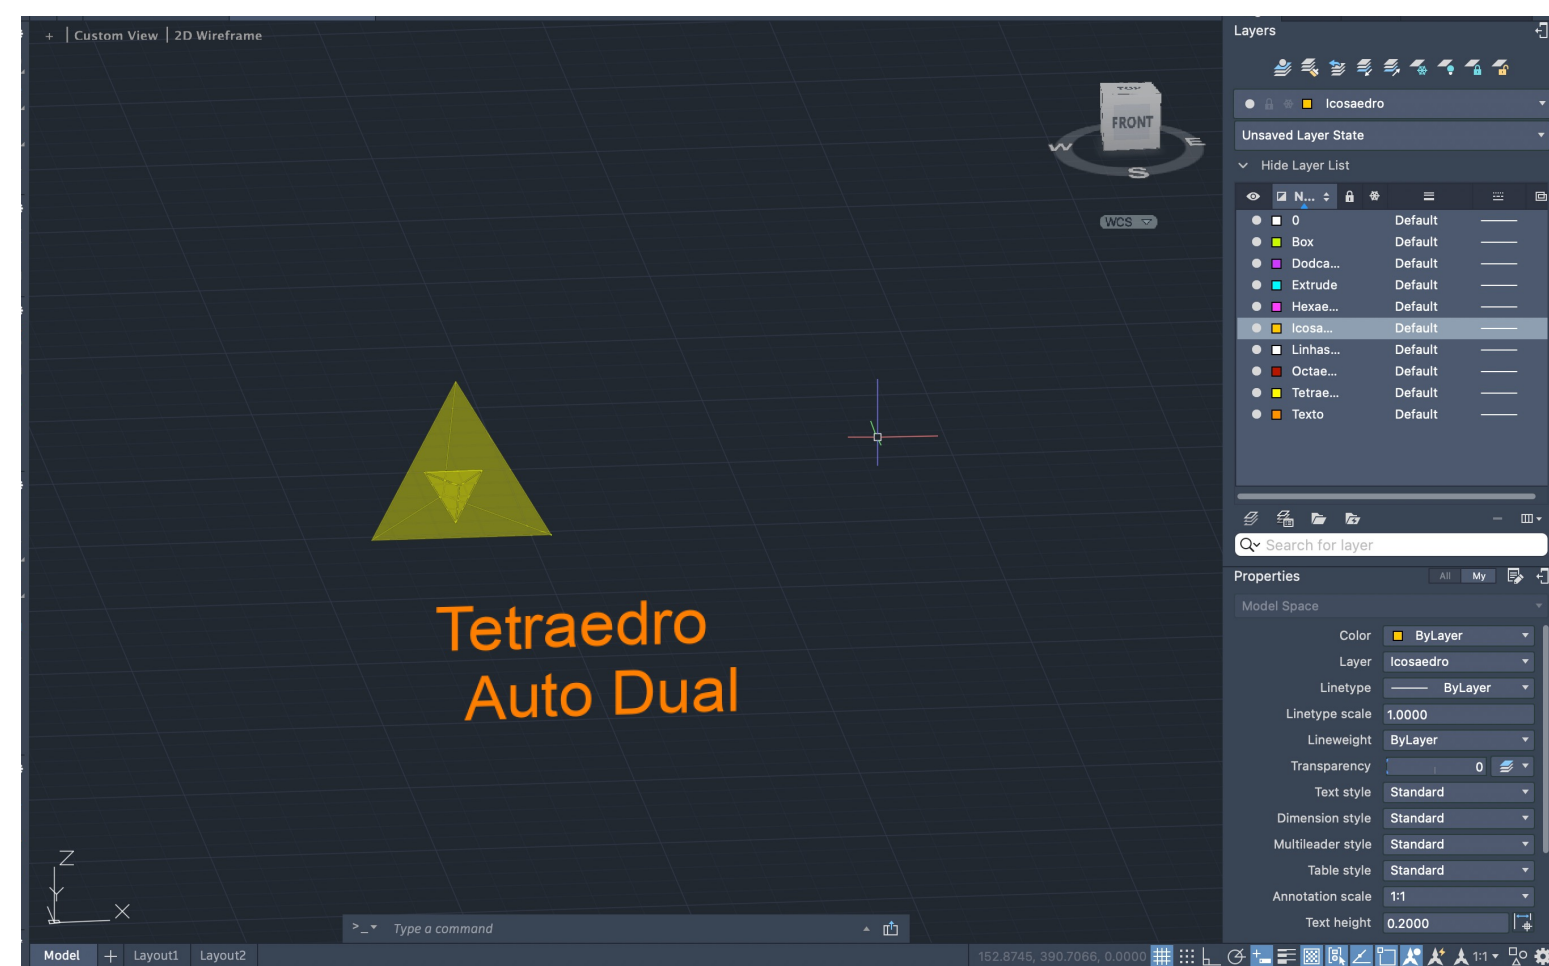 + | Custom View | 2D Wireframe
TOP
FRONT
W
E
S
WCS
Layers
Icosaedro
Unsaved Layer State
Hide Layer List
N...
0 Default
Box Default
Dodca... Default
Extrude Default
Hexae... Default
Icosa... Default
Linhas... Default
Octae... Default
Tetrae... Default
Texto Default
Search for layer
Properties All My
Model Space
Color ByLayer
Layer Icosaedro
Linetype ByLayer
Linetype scale 1.0000
Lineweight ByLayer
Transparency 0
Text style Standard
Dimension style Standard
Multileader style Standard
Table style Standard
Annotation scale 1:1
Text height 0.2000
Tetraedro
Auto Dual
Z
Y
X
>_ Type a command
Model + Layout1 Layout2
152.8745, 390.7066, 0.0000
1:1